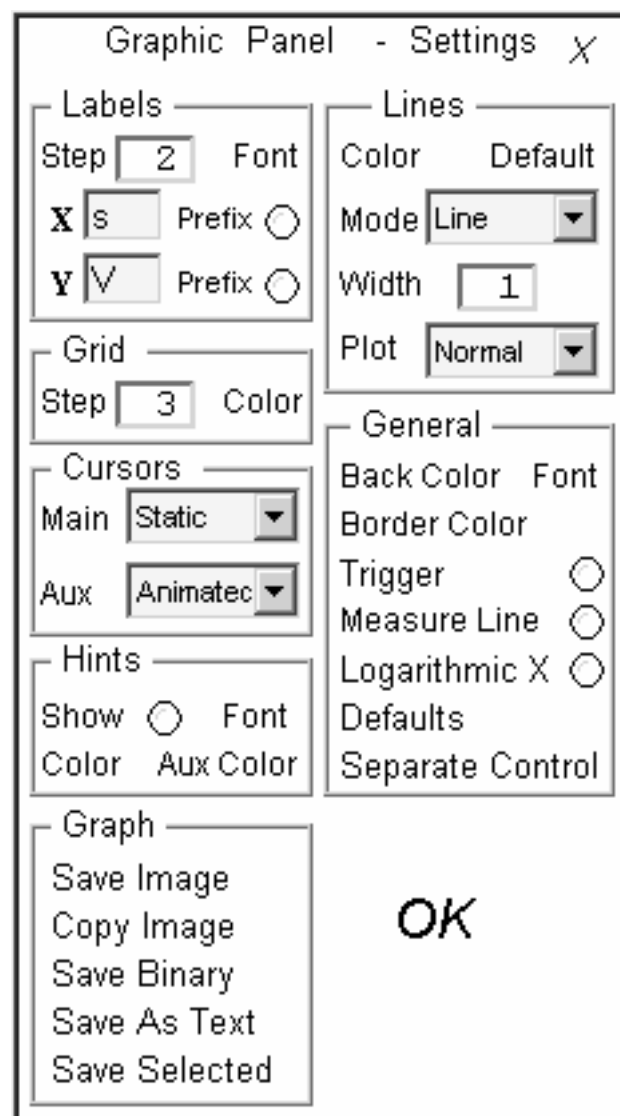 Graphic Panel - Settings X
Labels
Step 2 Font
X s Prefix
Y V Prefix
Grid
Step 3 Color
Cursors
Main Static
Aux Animatec
Hints
Show Font
Color Aux Color
Graph
Save Image
Copy Image
Save Binary
Save As Text
Save Selected
Lines
Color Default
Mode Line
Width 1
Plot Normal
General
Back Color Font
Border Color
Trigger
Measure Line
Logarithmic X
Defaults
Separate Control
OK